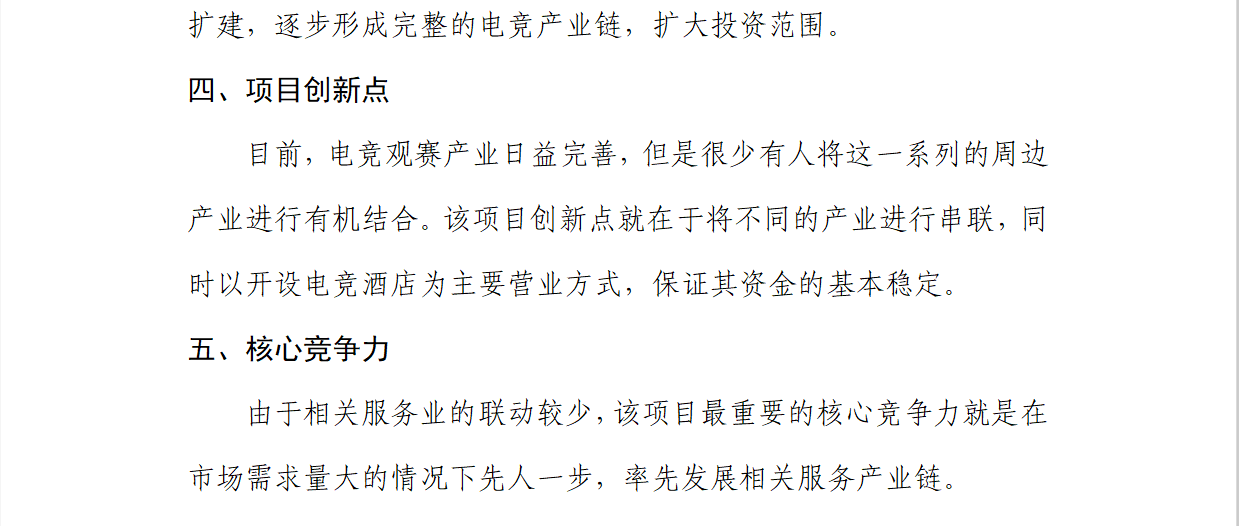 扩建，逐步形成完整的电竞产业链，扩大投资范围。
四、项目创新点
目前，电竞观赛产业日益完善，但是很少有人将这一系列的周边
产业进行有机结合。该项目创新点就在于将不同的产业进行串联，同
时以开设电竞酒店为主要营业方式，保证其资金的基本稳定。
五、核心竞争力
由于相关服务业的联动较少，该项目最重要的核心竞争力就是在
市场需求量大的情况下先人一步，率先发展相关服务产业链。